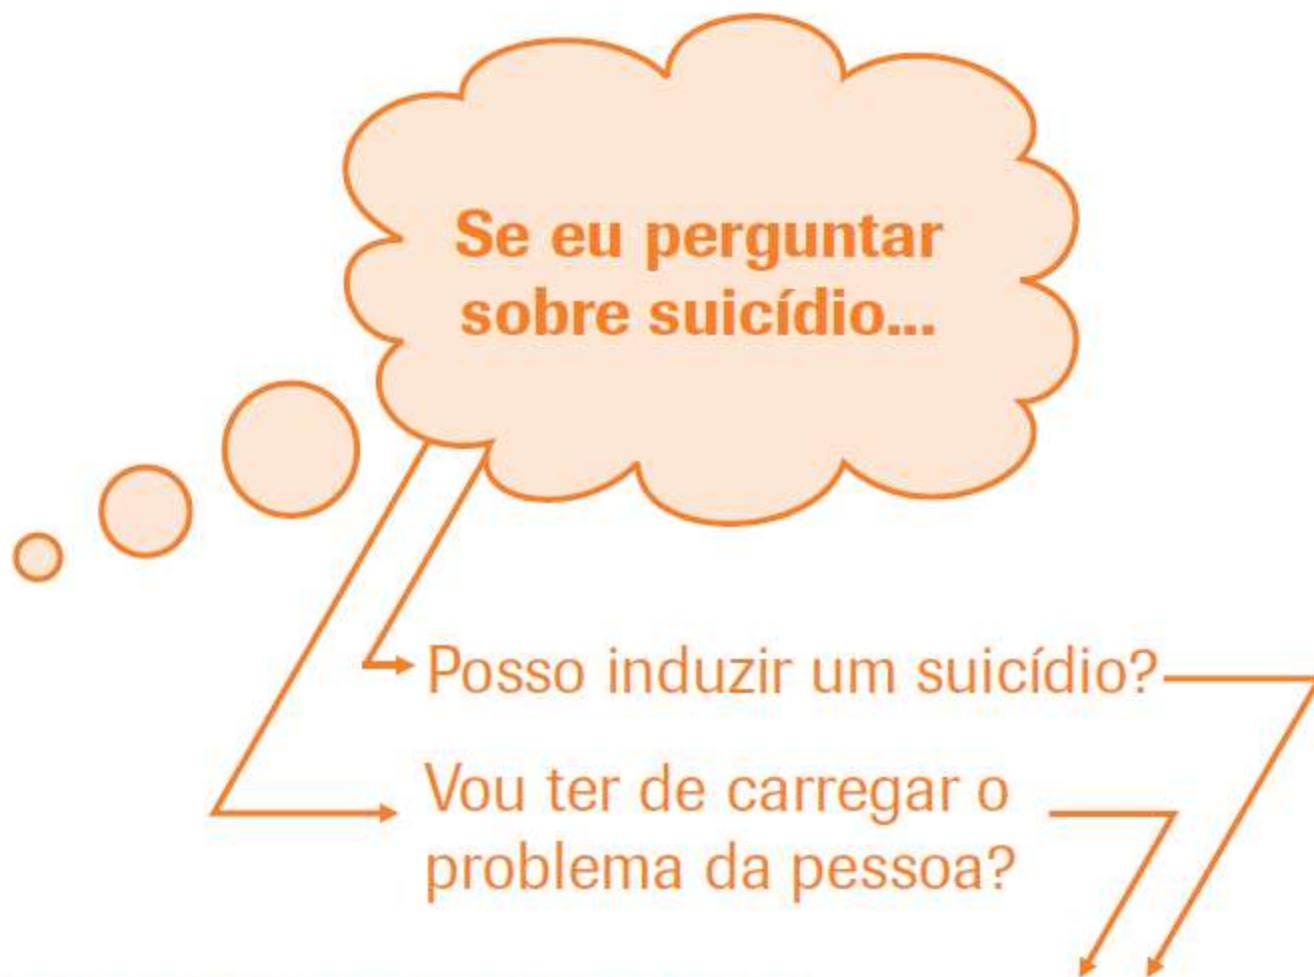 Se eu perguntar
sobre suicídio...
Posso induzir um suicídio?
Vou ter de carregar o
problema da pessoa?